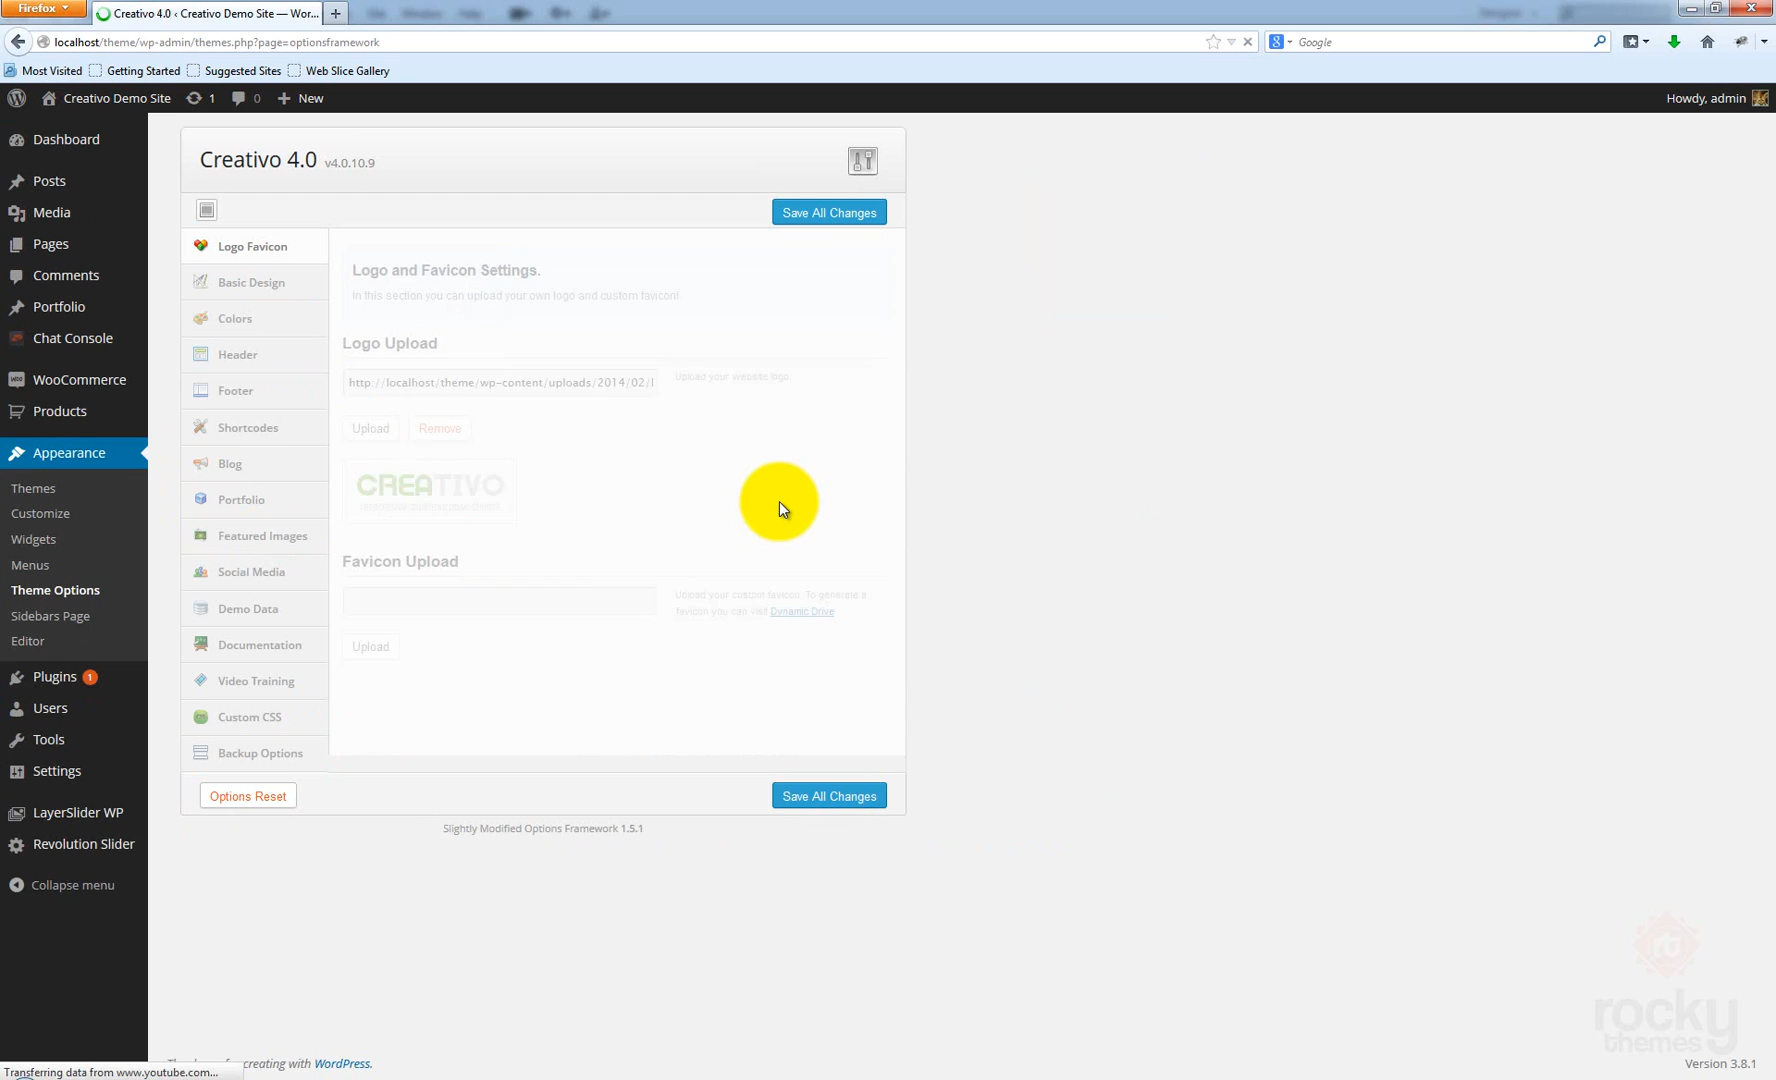 Firefox
Creativo 4.0 ‹ Creativo Demo Site — Wor...
localhost/theme/wp-admin/themes.php?page=optionsframework
Google
Most Visited
Getting Started
Suggested Sites
Web Slice Gallery
Creativo Demo Site
1
0
New
Howdy, admin
Dashboard
Posts
Media
Pages
Comments
Portfolio
Chat Console
WooCommerce
Products
Appearance
Themes
Customize
Widgets
Menus
Theme Options
Sidebars Page
Editor
Plugins 1
Users
Tools
Settings
LayerSlider WP
Revolution Slider
Collapse menu
Creativo 4.0 v4.0.10.9
Save All Changes
Logo Favicon
Basic Design
Colors
Header
Footer
Shortcodes
Blog
Portfolio
Featured Images
Social Media
Demo Data
Documentation
Video Training
Custom CSS
Backup Options
Logo and Favicon Settings.
In this section you can upload your own logo and custom favicon!
Logo Upload
http://localhost/theme/wp-content/uploads/2014/02/l
Upload your website logo.
Upload
Remove
CREATIVO
Favicon Upload
Upload your custom favicon. To generate a
favicon you can visit Dynamic Drive
Upload
Options Reset
Save All Changes
Slightly Modified Options Framework 1.5.1
creating with WordPress.
Version 3.8.1
Transferring data from www.youtube.com...
rocky
themes